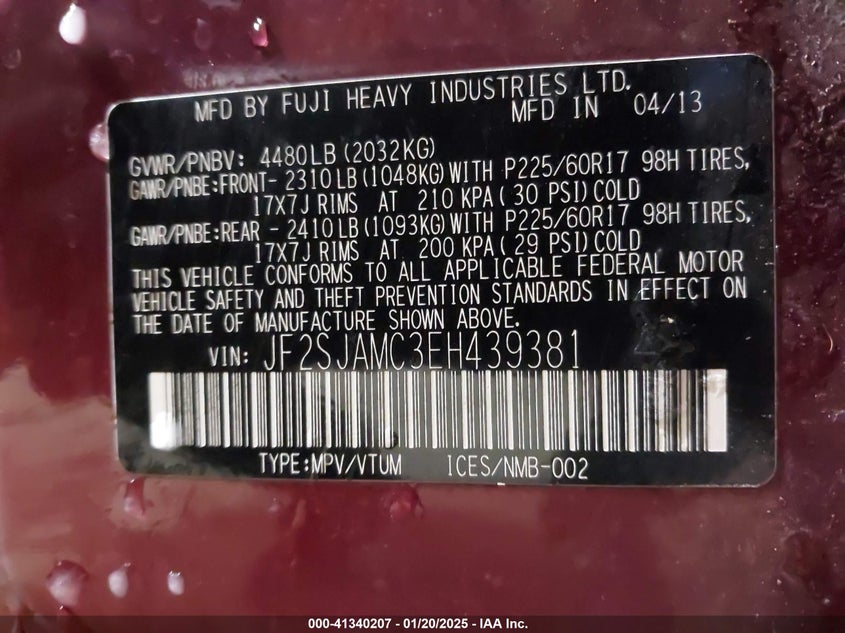 MFD BY FUJI HEAVY INDUSTRIES LTD.
MFD IN 04/13
GVWR/PNBV: 4480LB (2032KG)
GAWR/PNBE:FRONT- 2310LB (1048KG)WITH P225/60R17 98H TIRES,
17X7J RIMS AT 210 KPA( 30 PSI) COLD
GAWR/PNBE:REAR - 2410LB (1093KG)WITH P225/60R17 98H TIRES,
17X7J RIMS AT 200 KPA( 29 PSI) COLD
THIS VEHICLE CONFORMS TO ALL APPLICABLE FEDERAL MOTOR
VEHICLE SAFETY AND THEFT PREVENTION STANDARDS IN EFFECT ON
THE DATE OF MANUFACTURE SHOWN ABOVE.
VIN: JF2SJAMC3EH439381
TYPE:MPV/VTUM ICES/NMB-002
000-41340207 - 01/20/2025 - IAA Inc.